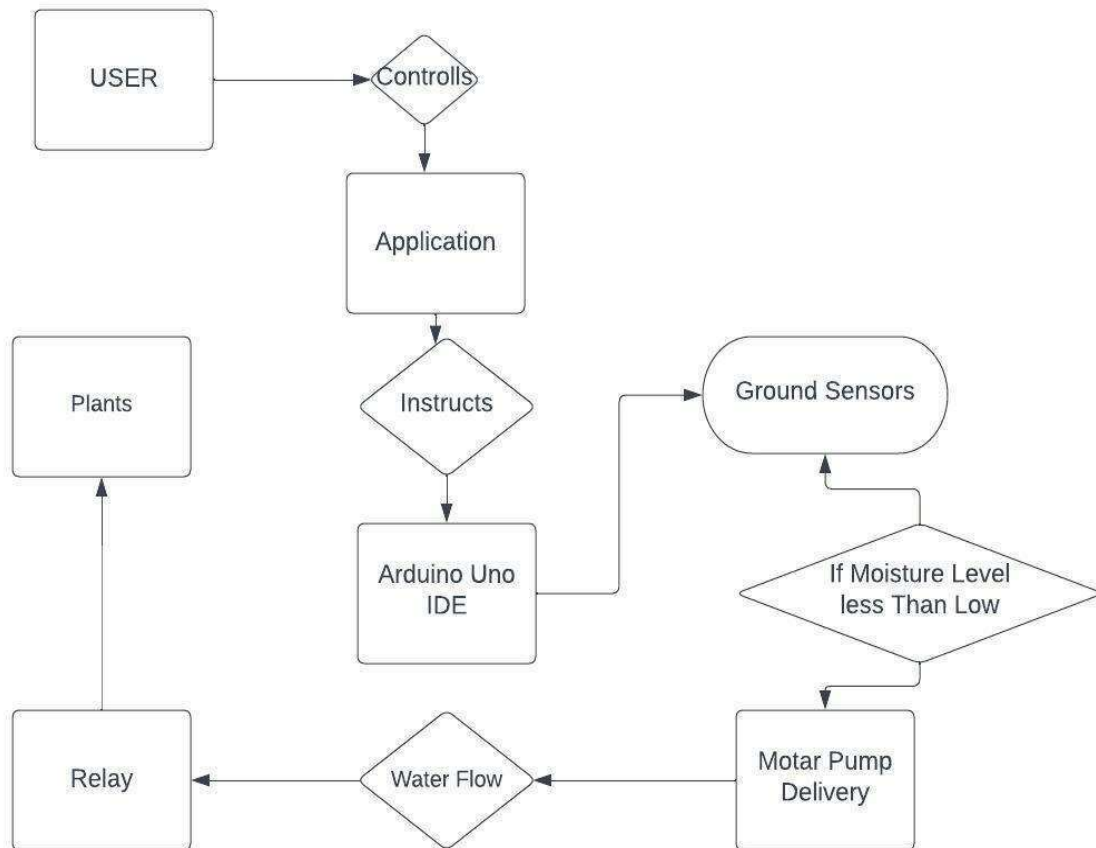 USER
Controlls
Application
Plants
Instructs
Ground Sensors
Arduino Uno
IDE
If Moisture Level
less Than Low
Relay
Water Flow
Motar Pump
Delivery